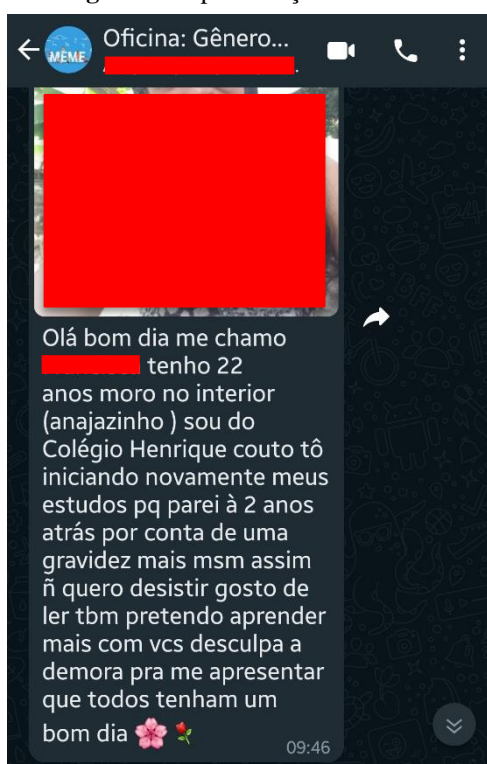 MEME
Oficina: Gênero...
Olá bom dia me chamo
tenho 22
anos moro no interior
(anajazinho ) sou do
Colégio Henrique couto tô
iniciando novamente meus
estudos pq parei à 2 anos
atrás por conta de uma
gravidez mais msm assim
ñ quero desistir gosto de
ler tbm pretendo aprender
mais com vcs desculpa a
demora pra me apresentar
que todos tenham um
bom dia 🌸🌹
09:46